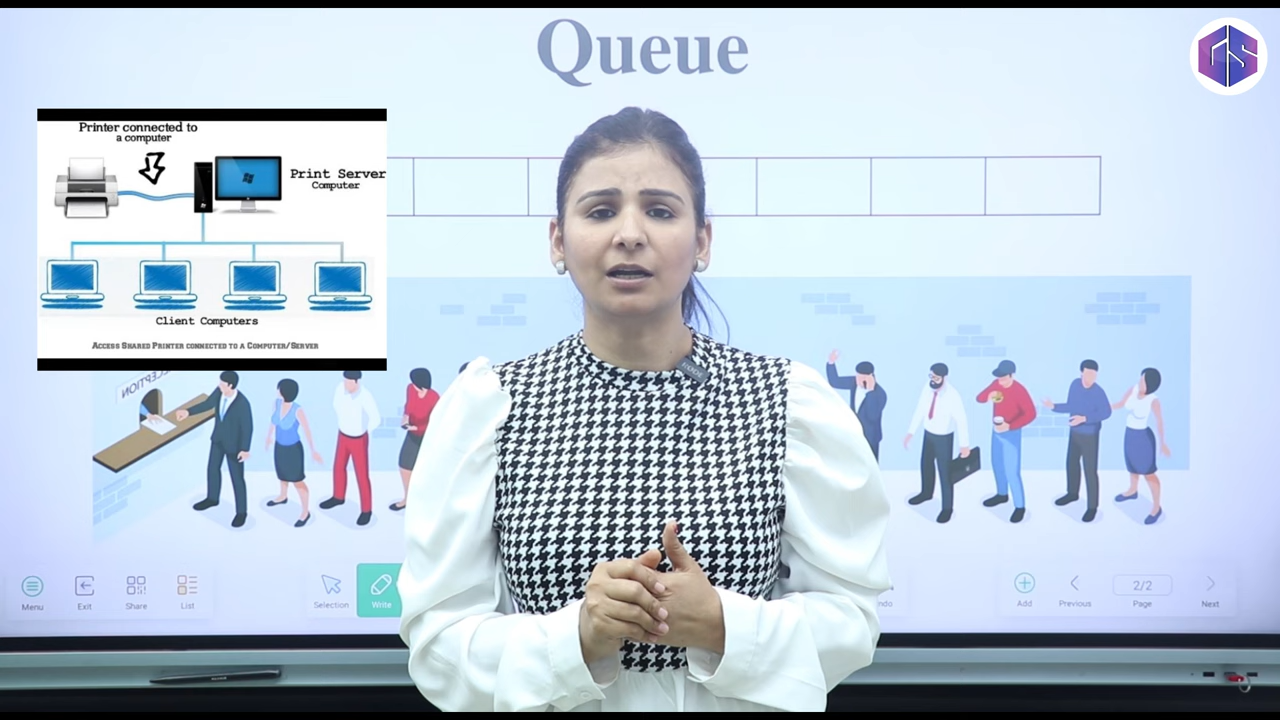 Queue
Printer connected to
a computer
Print Server
Computer
Client Computers
Access Shared Printer connected to a Computer/Server
Menu
Exit
Share
List
Selection
Write
Add
Previous
2/2
Page
Next